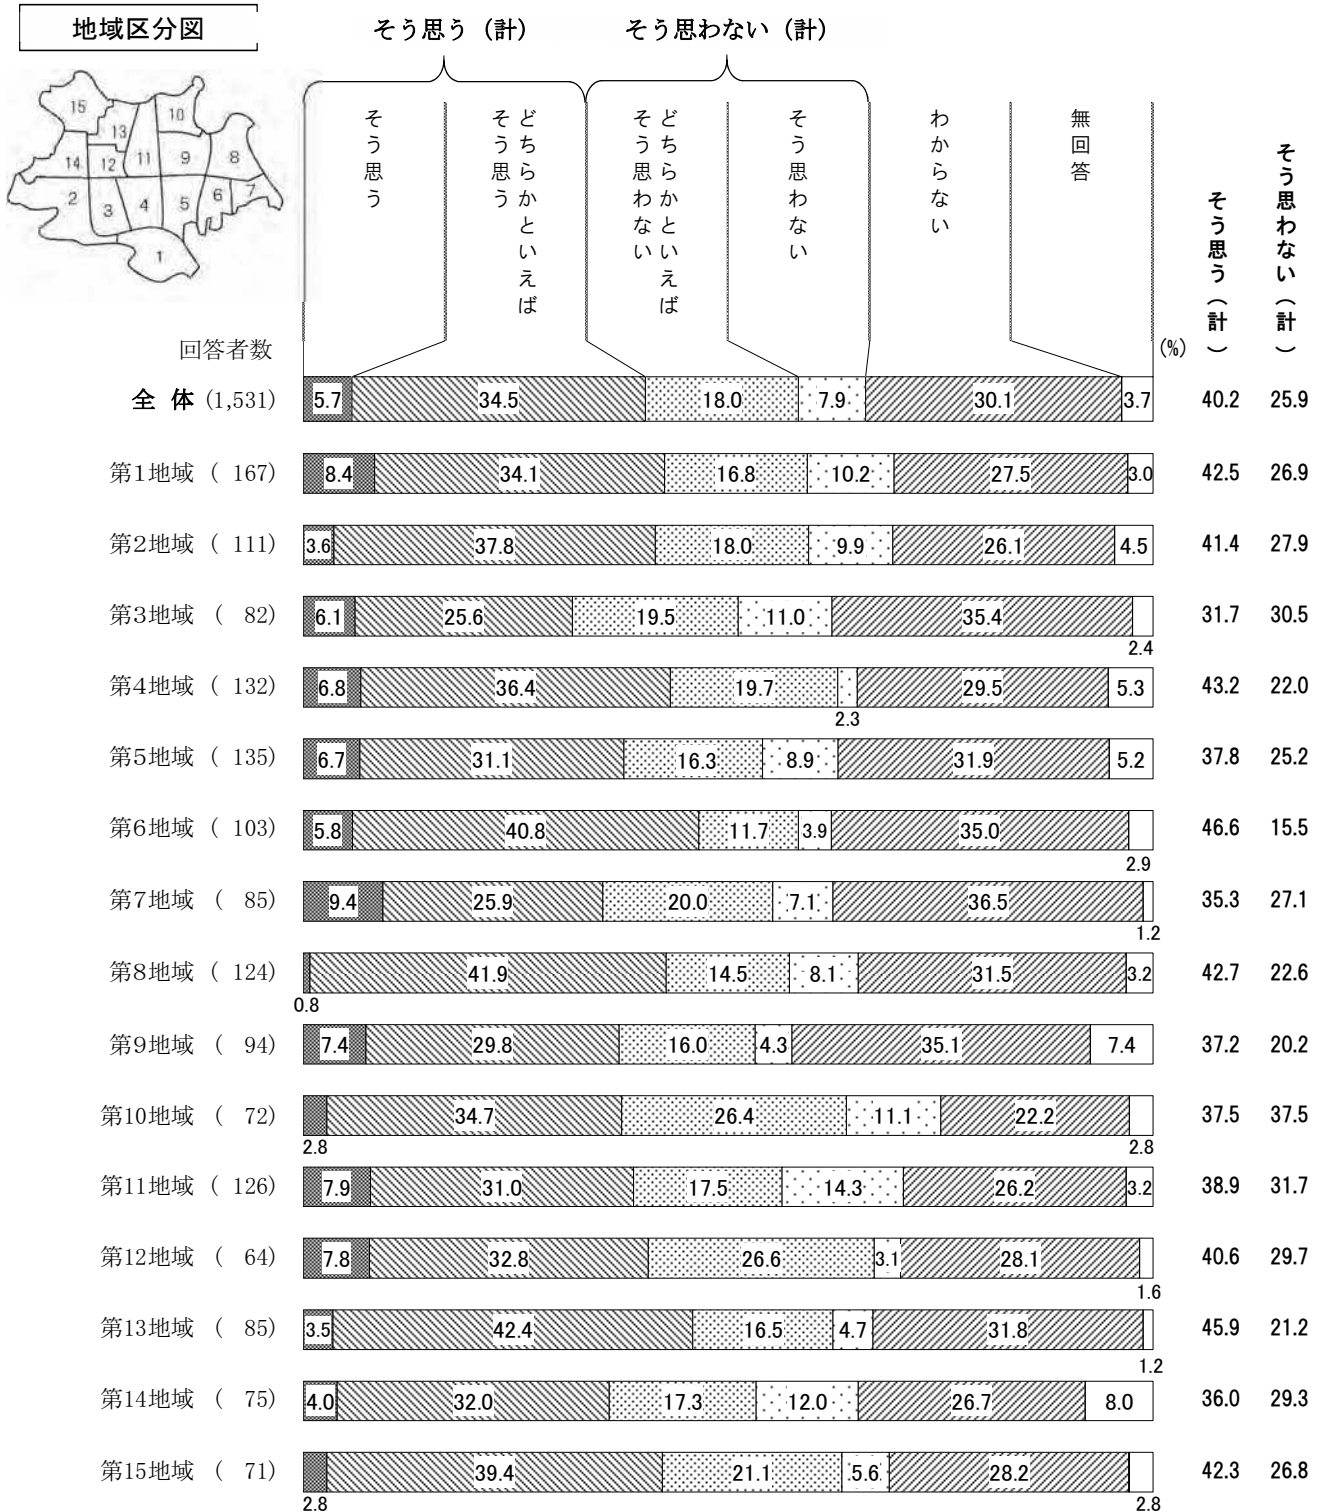 地域区分図
そう思う（計）
そう思わない（計）
15
10
13
14
12
11
9
8
2
3
4
5
6
7
1
そう思う
どちらかといえば
そう思う
どちらかといえば
そう思わない
そう思わない
わからない
無回答
そう思う（計）
そう思わない（計）
回答者数
(%)
全 体 (1,531) 5.7 34.5 18.0 7.9 30.1 3.7 40.2 25.9
第1地域 ( 167) 8.4 34.1 16.8 10.2 27.5 3.0 42.5 26.9
第2地域 ( 111) 3.6 37.8 18.0 9.9 26.1 4.5 41.4 27.9
第3地域 ( 82) 6.1 25.6 19.5 11.0 35.4 31.7 30.5
2.4
第4地域 ( 132) 6.8 36.4 19.7 29.5 5.3 43.2 22.0
2.3
第5地域 ( 135) 6.7 31.1 16.3 8.9 31.9 5.2 37.8 25.2
第6地域 ( 103) 5.8 40.8 11.7 3.9 35.0 46.6 15.5
2.9
第7地域 ( 85) 9.4 25.9 20.0 7.1 36.5 35.3 27.1
1.2
第8地域 ( 124) 41.9 14.5 8.1 31.5 3.2 42.7 22.6
0.8
第9地域 ( 94) 7.4 29.8 16.0 4.3 35.1 7.4 37.2 20.2
第10地域 ( 72) 34.7 26.4 11.1 22.2 37.5 37.5
2.8 2.8
第11地域 ( 126) 7.9 31.0 17.5 14.3 26.2 3.2 38.9 31.7
第12地域 ( 64) 7.8 32.8 26.6 3.1 28.1 40.6 29.7
1.6
第13地域 ( 85) 3.5 42.4 16.5 4.7 31.8 45.9 21.2
1.2
第14地域 ( 75) 4.0 32.0 17.3 12.0 26.7 8.0 36.0 29.3
第15地域 ( 71) 39.4 21.1 5.6 28.2 42.3 26.8
2.8 2.8